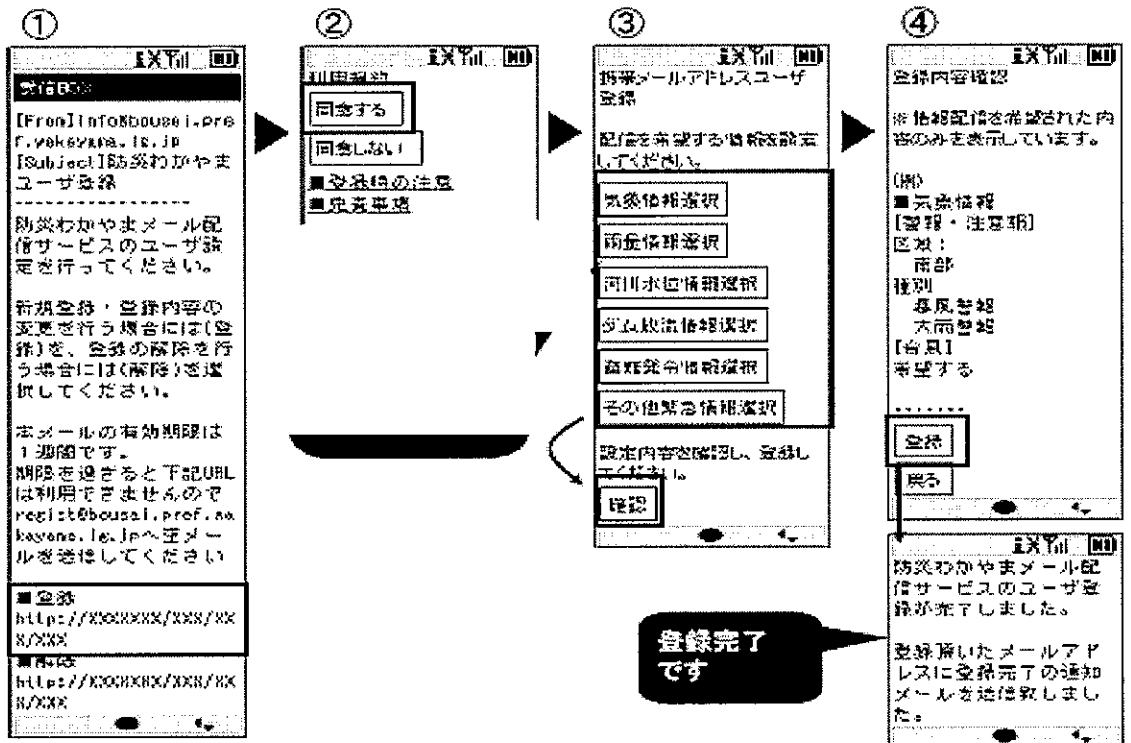 ①
受信BOX
[From]info@bousai.pre
f.wakayama.lg.jp
[Subject]防災わかやま
ユーザ登録
------------------
防災わかやまメール配
信サービスのユーザ設
定を行ってください。
新規登録・登録内容の
変更を行う場合には(登
録)を、登録の解除を行
う場合には(解除)を選
択してください。
本メールの有効期限は
1週間です。
期限を過ぎると下記URL
は利用できませんので
regist@bousai.pref.wa
kayama.lg.jpへ空メー
ルを送信してください
■登録
http://XXXXXXX/XXX/XX
X/XXX
■解除
http://XXXXXXX/XXX/XX
X/XXX
②
利用規約
同意する
同意しない
■登録時の注意
■免責事項
③
携帯メールアドレスユーザ
登録
配信を希望する情報を設定
してください。
気象情報選択
雨量情報選択
河川水位情報選択
ダム放流情報選択
避難発令情報選択
その他緊急情報選択
設定内容を確認し、登録し
てください。
確認
④
登録内容確認
※情報配信を希望された内
容のみを表示しています。
(例)
■気象情報
[警報・注意報]
区域:
南部
種別
暴風警報
大雨警報
[台風]
希望する
-------
登録
戻る
防災わかやまメール配
信サービスのユーザ登
録が完了しました。
登録頂いたメールアド
レスに登録完了の通知
メールを送信致しまし
た。
登録完了
です